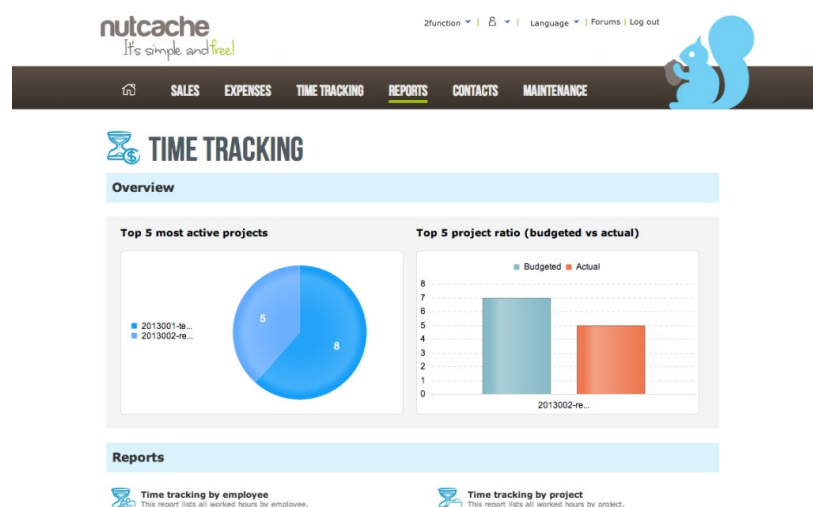 nutcache
It's simple and free!
2function | | Language | Forums | Log out
SALES EXPENSES TIME TRACKING REPORTS CONTACTS MAINTENANCE
TIME TRACKING
Overview
Top 5 most active projects
5
8
2013001-te...
2013002-re...
Top 5 project ratio (budgeted vs actual)
Budgeted Actual
8
7
6
5
4
3
2
1
0
2013002-re...
Reports
Time tracking by employee
This report lists all worked hours by employee.
Time tracking by project
This report lists all worked hours by project.